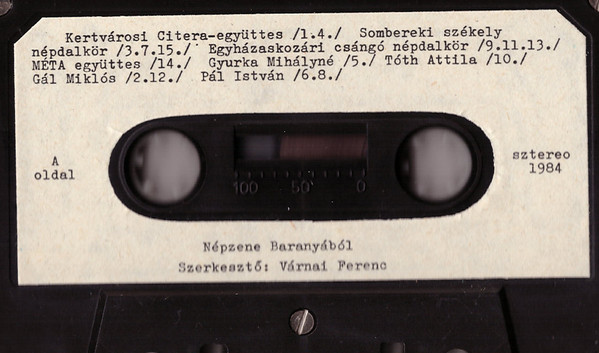 Kertvárosi Citera-együttes /1.4./ Sombereki székely
népdalkör /3.7.15./ Egyházaskozári csángó népdalkör /9.11.13./
MÉTA együttes /14./ Gyurka Mihályné /5./ Tóth Attila /10./
Gál Miklós /2.12./ Pál István /6.8./
A
oldal
sztereo
1984
100 50 0
Népzene Baranyából
Szerkesztő: Várnai Ferenc